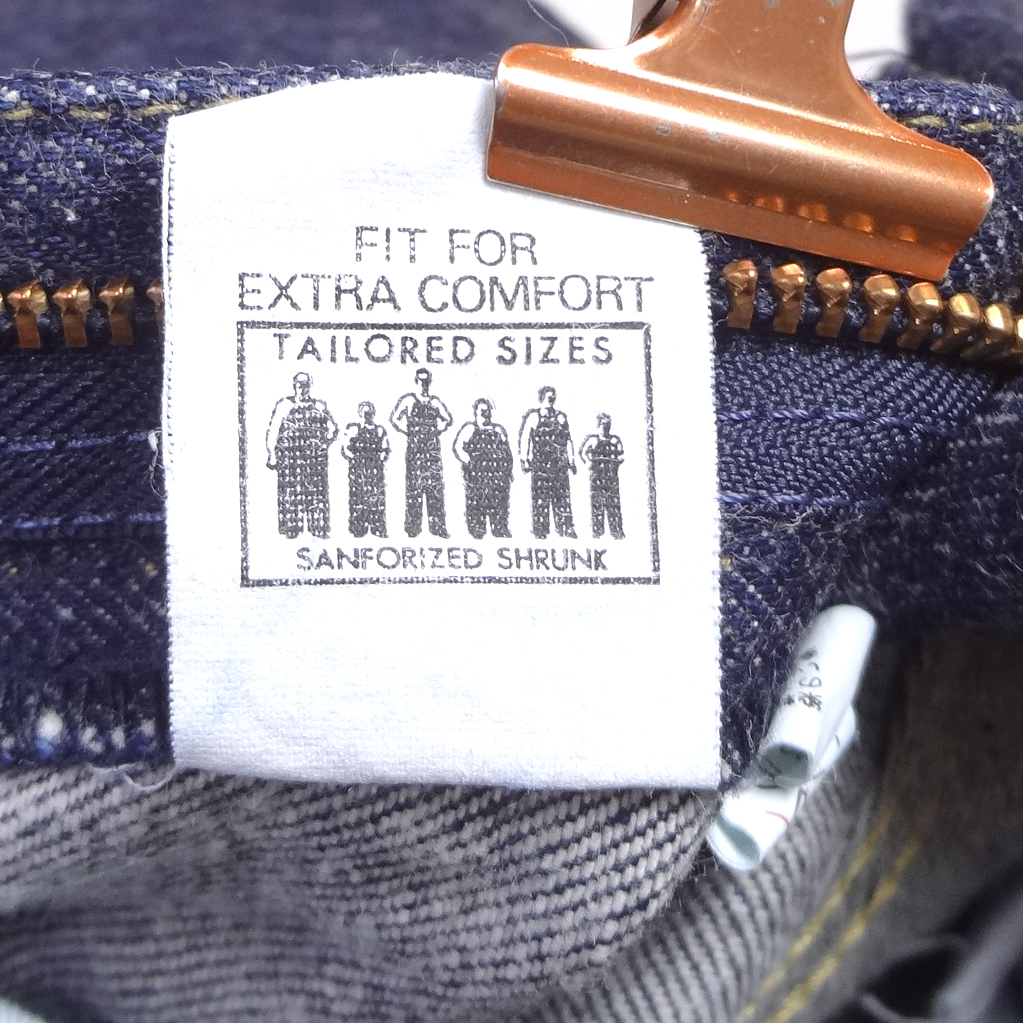 FIT FOR
EXTRA COMFORT
TAILORED SIZES
SANFORIZED SHRUNK